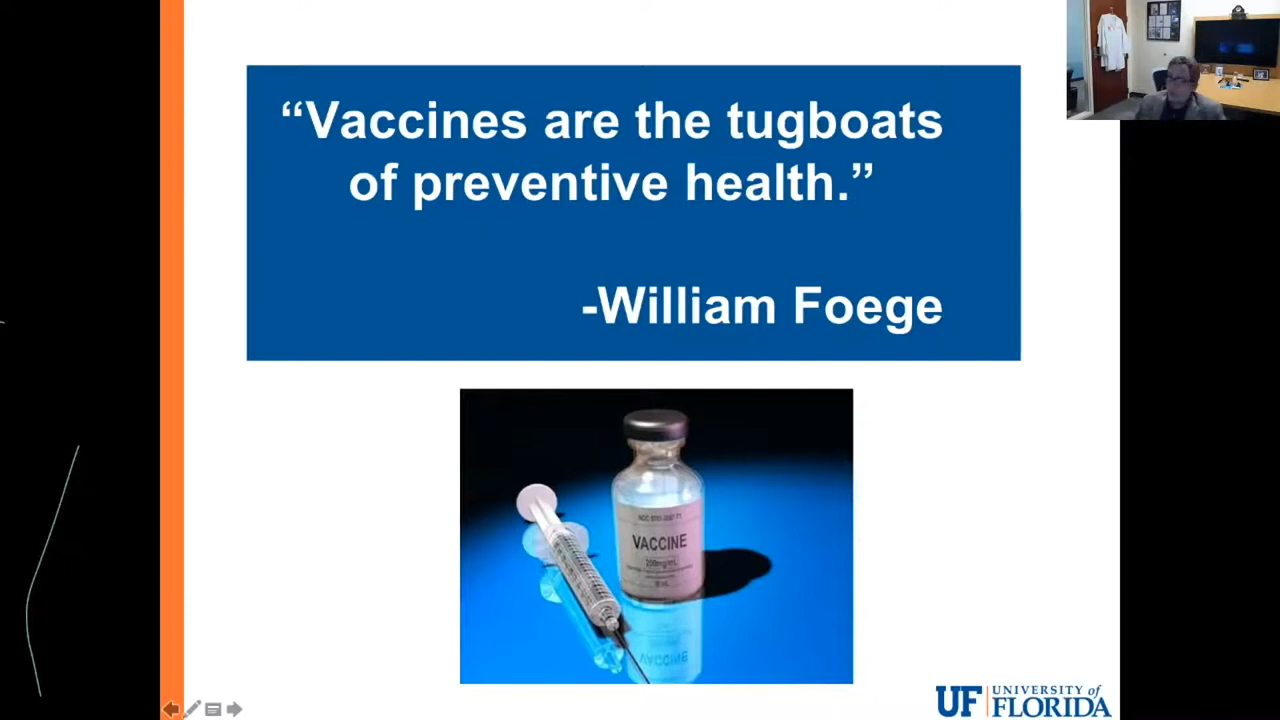 “Vaccines are the tugboats
of preventive health.”
-William Foege
VACCINE
UF UNIVERSITY of
FLORIDA